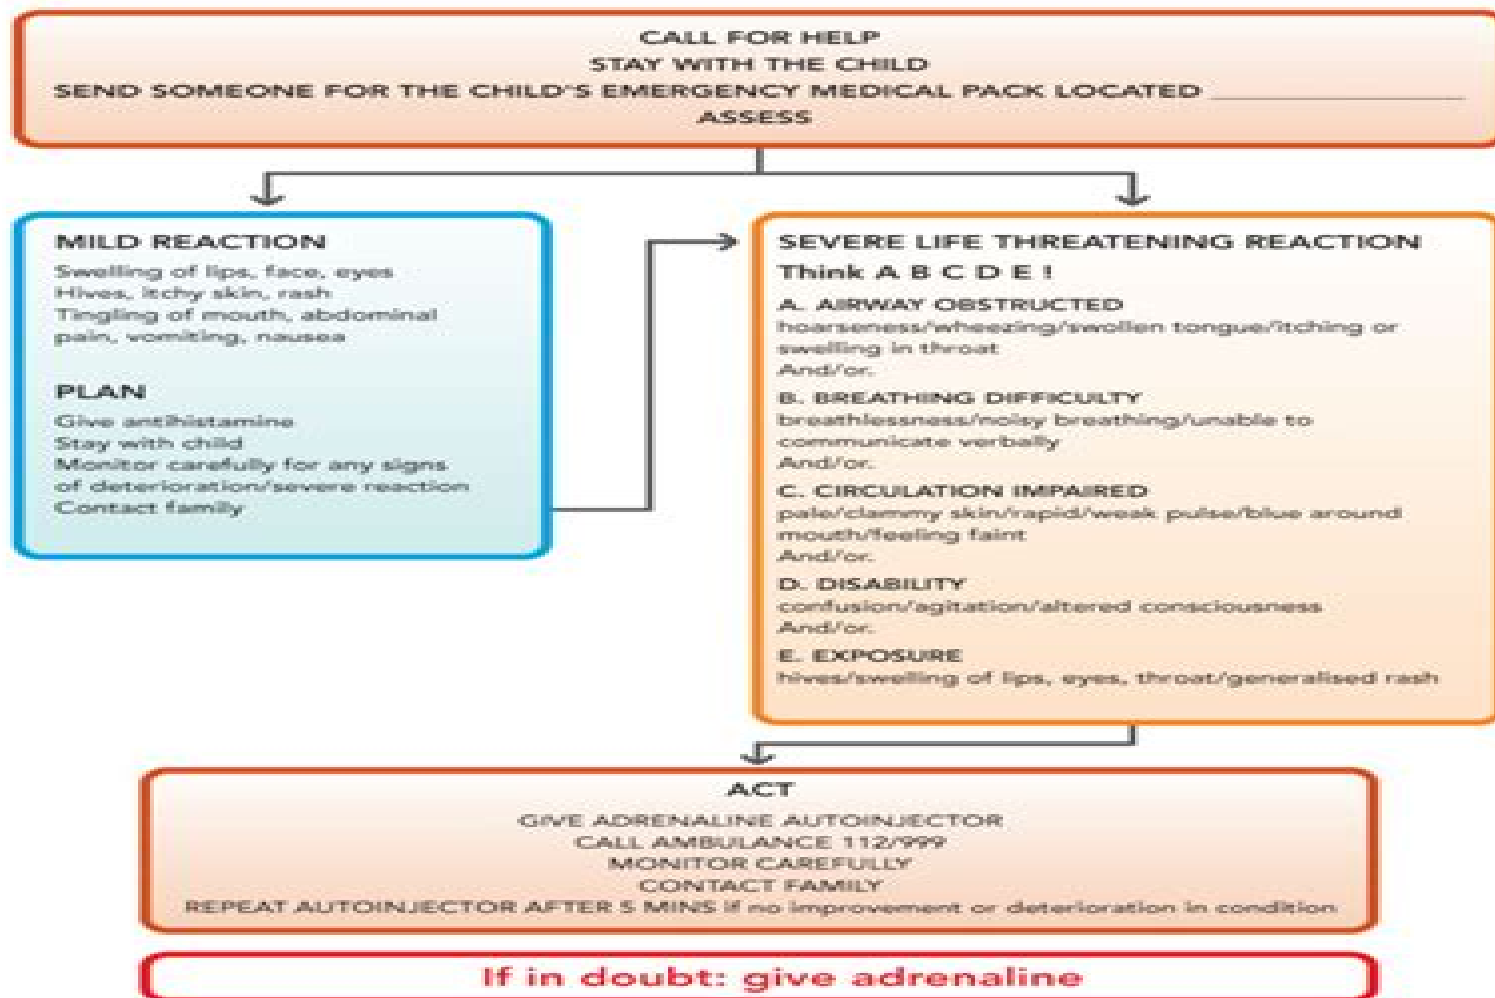 CALL FOR HELP
STAY WITH THE CHILD
SEND SOMEONE FOR THE CHILD'S EMERGENCY MEDICAL PACK LOCATED ____________________
ASSESS
MILD REACTION
Swelling of lips, face, eyes
Hives, itchy skin, rash
Tingling of mouth, abdominal
pain, vomiting, nausea
PLAN
Give antihistamine
Stay with child
Monitor carefully for any signs
of deterioration/severe reaction
Contact family
SEVERE LIFE THREATENING REACTION
Think A B C D E !
A. AIRWAY OBSTRUCTED
hoarseness/wheezing/swollen tongue/itching or
swelling in throat
And/or.
B. BREATHING DIFFICULTY
breathlessness/noisy breathing/unable to
communicate verbally
And/or.
C. CIRCULATION IMPAIRED
pale/clammy skin/rapid/weak pulse/blue around
mouth/feeling faint
And/or.
D. DISABILITY
confusion/agitation/altered consciousness
And/or.
E. EXPOSURE
hives/swelling of lips, eyes, throat/generalised rash
ACT
GIVE ADRENALINE AUTOINJECTOR
CALL AMBULANCE 112/999
MONITOR CAREFULLY
CONTACT FAMILY
REPEAT AUTOINJECTOR AFTER 5 MINS if no improvement or deterioration in condition
If in doubt: give adrenaline